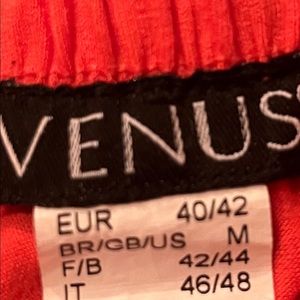 VENUS
EUR 40/42
BR/GB/US M
F/B 42/44
IT 46/48